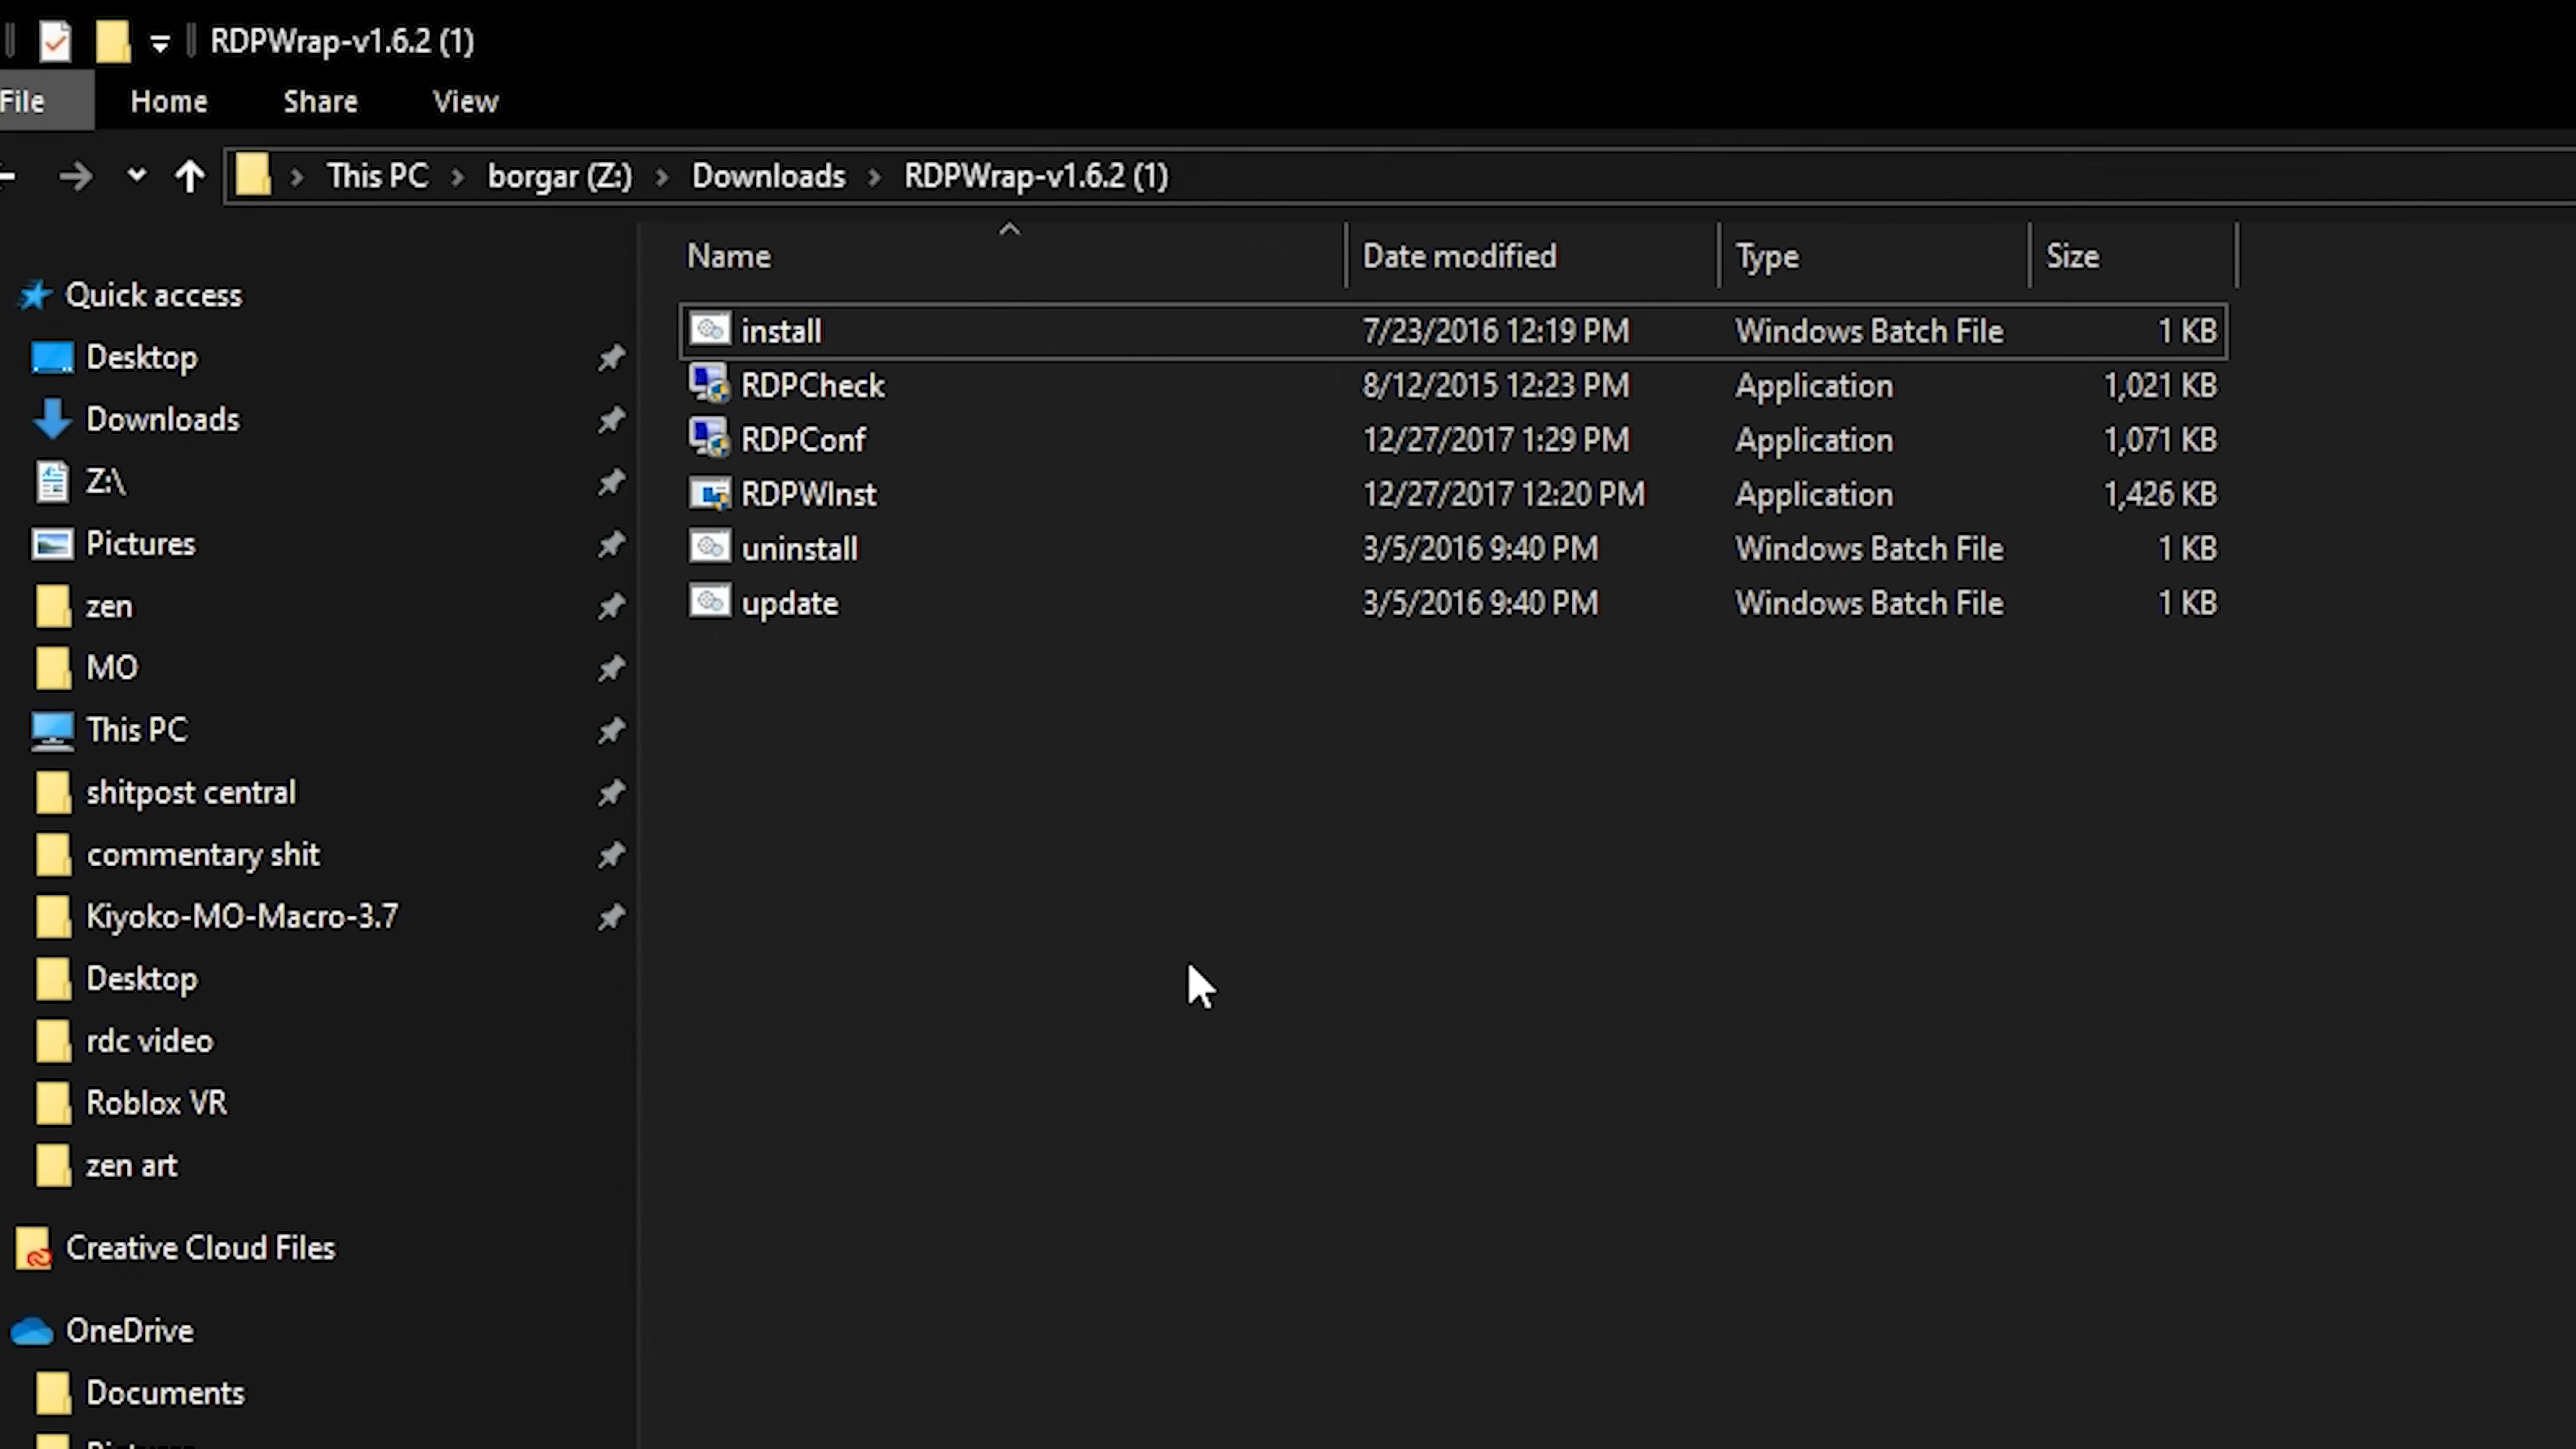 RDPWrap-v1.6.2 (1)
File Home Share View
This PC borgar (Z:) Downloads RDPWrap-v1.6.2 (1)
Name Date modified Type Size
Quick access
Desktop
Downloads
Z:\
Pictures
zen
MO
This PC
shitpost central
commentary shit
Kiyoko-MO-Macro-3.7
Desktop
rdc video
Roblox VR
zen art
Creative Cloud Files
OneDrive
Documents
install 7/23/2016 12:19 PM Windows Batch File 1 KB
RDPCheck 8/12/2015 12:23 PM Application 1,021 KB
RDPConf 12/27/2017 1:29 PM Application 1,071 KB
RDPWInst 12/27/2017 12:20 PM Application 1,426 KB
uninstall 3/5/2016 9:40 PM Windows Batch File 1 KB
update 3/5/2016 9:40 PM Windows Batch File 1 KB